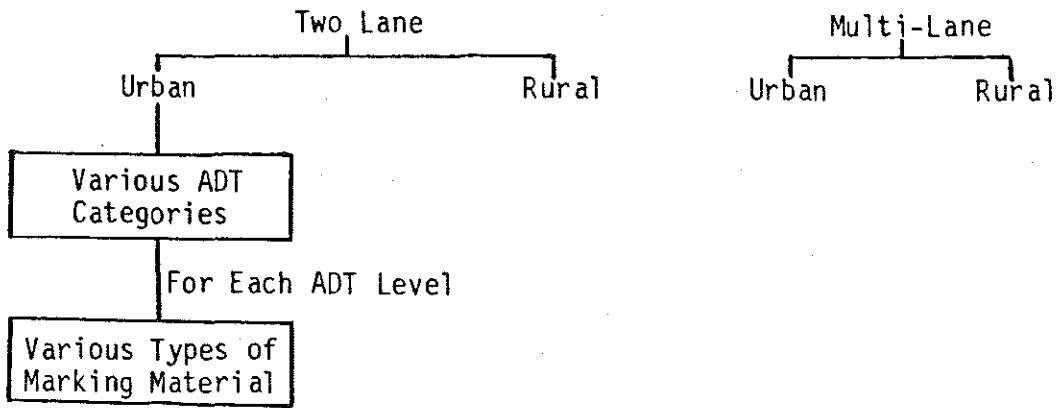 Two Lane
Multi-Lane
Urban
Rural
Urban
Rural
Various ADT
Categories
For Each ADT Level
Various Types of
Marking Material